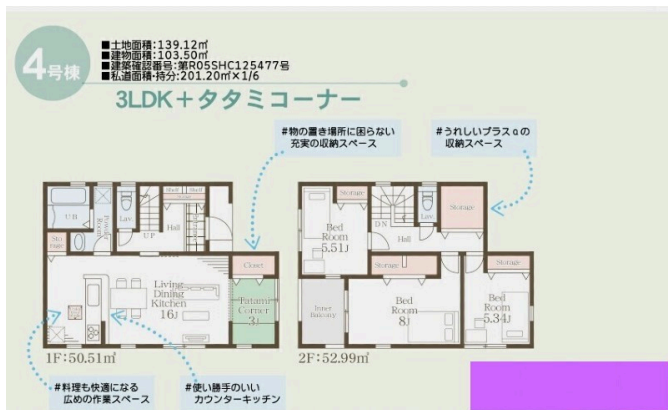 4号棟
■土地面積:139.12㎡
■建物面積:103.50㎡
■建築確認番号:第R05SHC125477号
■私道面積・持分:201.20㎡×1/6
3LDK+タタミコーナー
#物の置き場所に困らない
充実の収納スペース
#うれしいプラスαの
収納スペース
UB
Powder
Room
Lav.
UP
Hall
Shelf
Shelf
Sto
rage
Closet
Living
Dining
Kitchen
16J
Tatami
Corner
3J
1F:50.51㎡
Storage
Bed
Room
5.51J
DN
Hall
Lav.
Storage
Storage
Storage
Inner
Balcony
Bed
Room
8J
Bed
Room
5.34J
2F:52.99㎡
#料理も快適になる
広めの作業スペース
#使い勝手のいい
カウンターキッチン